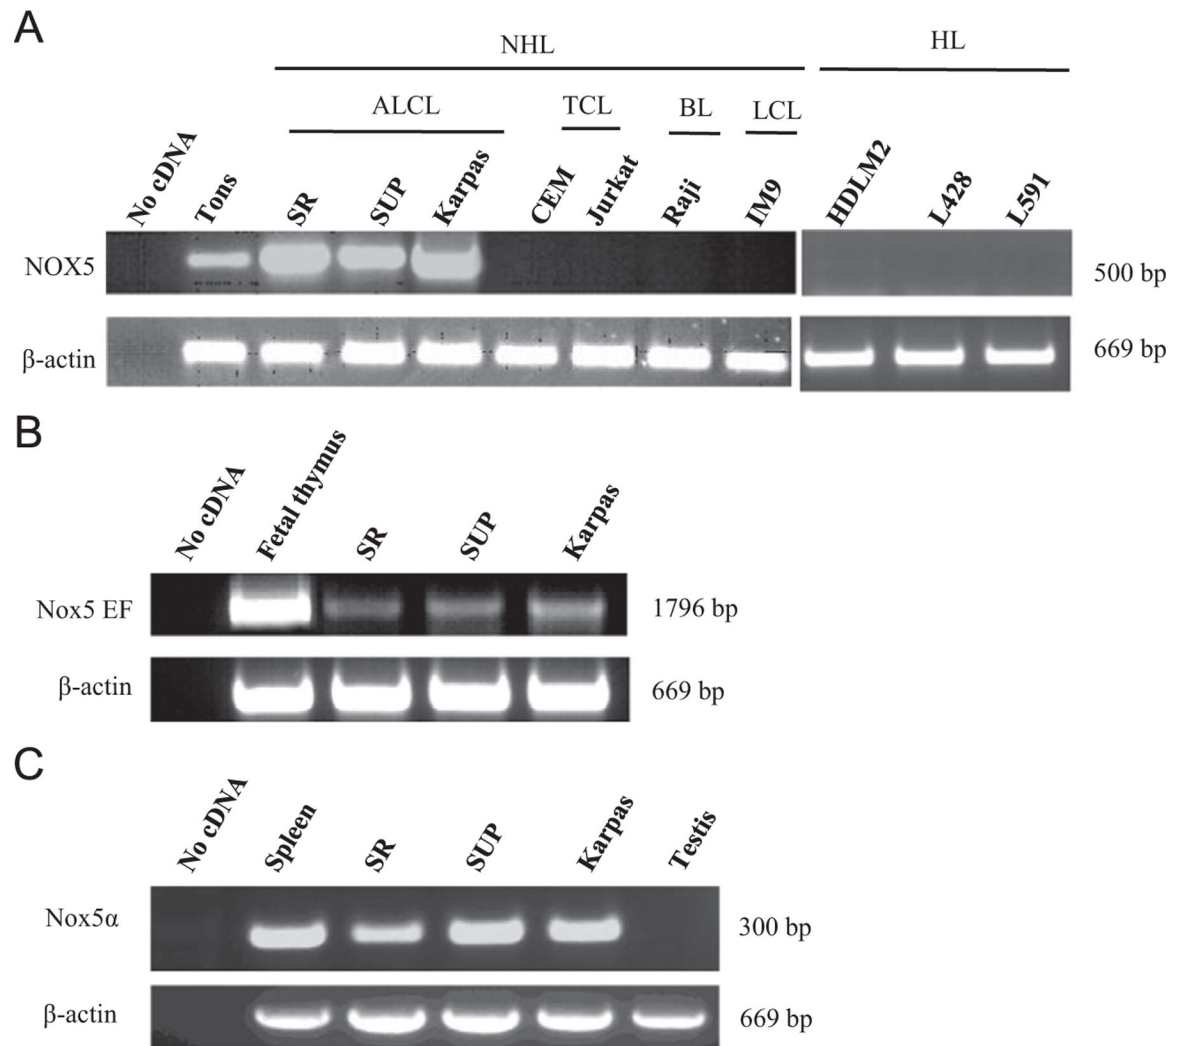 A
NHL HL
ALCL TCL BL LCL
No cDNA Tons SR SUP Karpas CEM Jurkat Raji IM9 HDLM2 L428 L591
NOX5 500 bp
β-actin 669 bp
B
No cDNA Fetal thymus SR SUP Karpas
Nox5 EF 1796 bp
β-actin 669 bp
C
No cDNA Spleen SR SUP Karpas Testis
Nox5α 300 bp
β-actin 669 bp